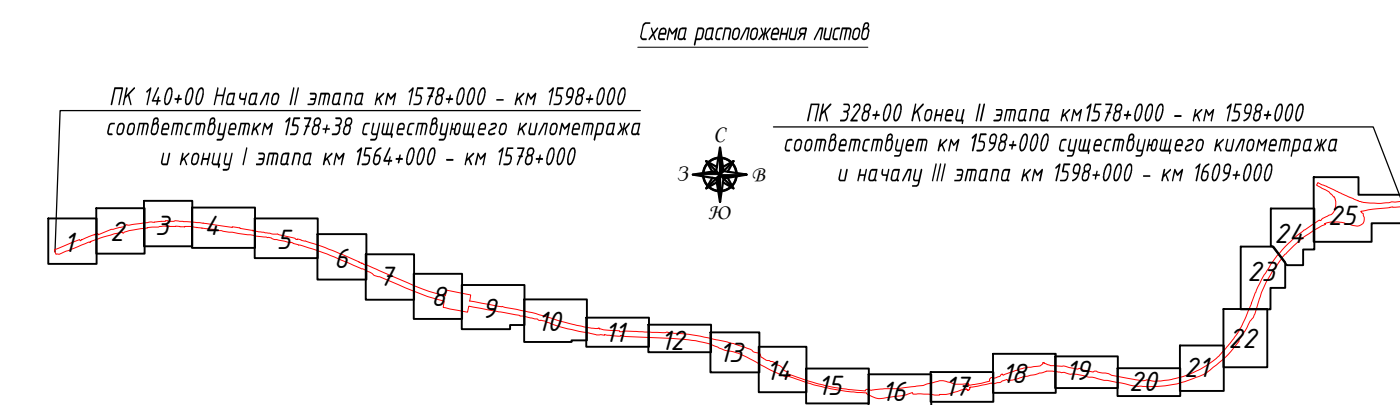 Схема расположения листов
ПК 140+00 Начало II этапа км 1578+000 - км 1598+000
соответствуеткм 1578+38 существующего километража
и концу I этапа км 1564+000 - км 1578+000
ПК 328+00 Конец II этапа км1578+000 - км 1598+000
соответствует км 1598+000 существующего километража
и началу III этапа км 1598+000 - км 1609+000
С
З В
Ю
1
2
3
4
5
6
7
8
9
10
11
12
13
14
15
16
17
18
19
20
21
22
23
24
25